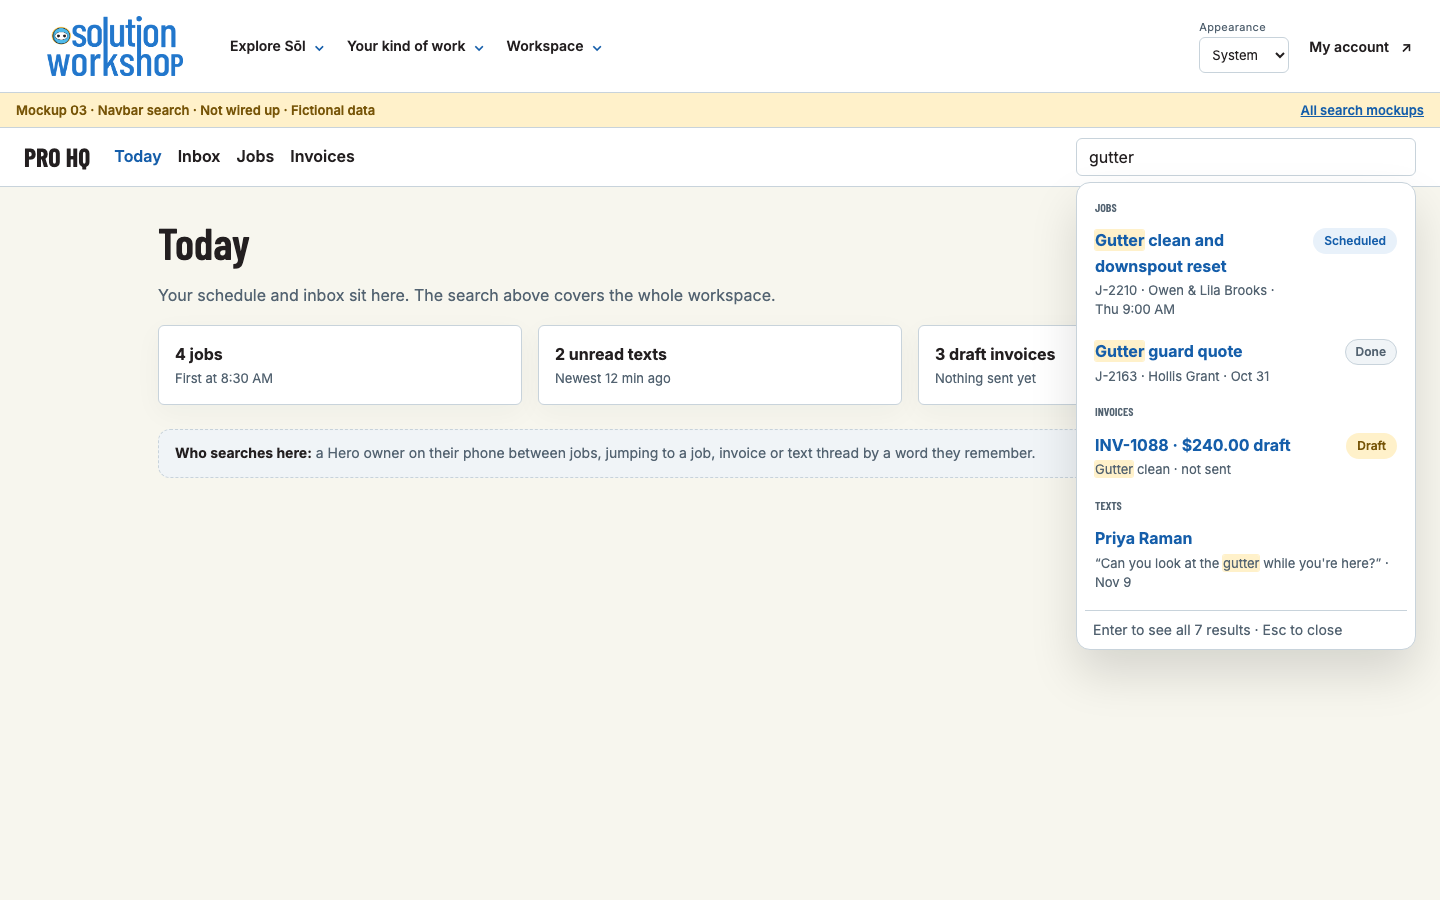 solution
workshop
Explore Sōl
Your kind of work
Workspace
Appearance
System
My account
Mockup 03 · Navbar search · Not wired up · Fictional data
All search mockups
PRO HQ
Today
Inbox
Jobs
Invoices
gutter
Today
Your schedule and inbox sit here. The search above covers the whole workspace.
4 jobs
First at 8:30 AM
2 unread texts
Newest 12 min ago
3 draft invoices
Nothing sent yet
Who searches here: a Hero owner on their phone between jobs, jumping to a job, invoice or text thread by a word they remember.
JOBS
Gutter clean and
downspout reset
Scheduled
J-2210 · Owen & Lila Brooks ·
Thu 9:00 AM
Gutter guard quote
Done
J-2163 · Hollis Grant · Oct 31
INVOICES
INV-1088 · $240.00 draft
Draft
Gutter clean · not sent
TEXTS
Priya Raman
“Can you look at the gutter while you're here?” ·
Nov 9
Enter to see all 7 results · Esc to close